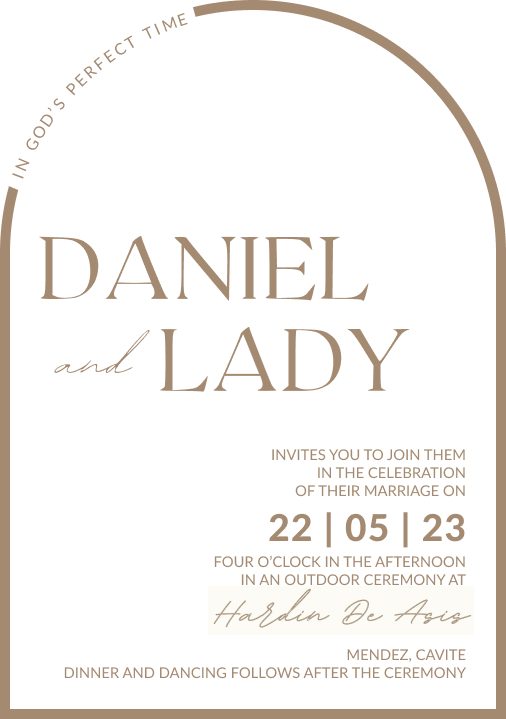 IN GOD'S PERFECT TIME
DANIEL
and LADY
INVITES YOU TO JOIN THEM
IN THE CELEBRATION
OF THEIR MARRIAGE ON
22 | 05 | 23
FOUR O'CLOCK IN THE AFTERNOON
IN AN OUTDOOR CEREMONY AT
Hardin De Asis
MENDEZ, CAVITE
DINNER AND DANCING FOLLOWS AFTER THE CEREMONY